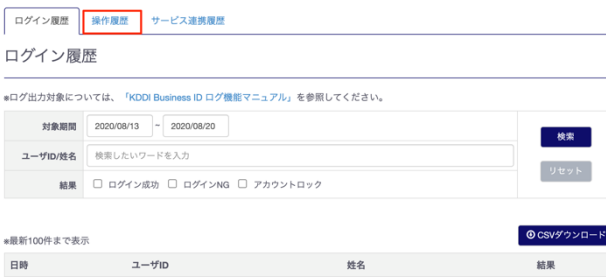 ログイン履歴 操作履歴 サービス連携履歴
ログイン履歴
※ログ出力対象については、「KDDI Business ID ログ機能マニュアル」を参照してください。
対象期間 2020/08/13 ~ 2020/08/20
検索
ユーザID/姓名 検索したいワードを入力
リセット
結果 ログイン成功 ログインNG アカウントロック
CSVダウンロード
※最新100件まで表示
日時 ユーザID 姓名 結果